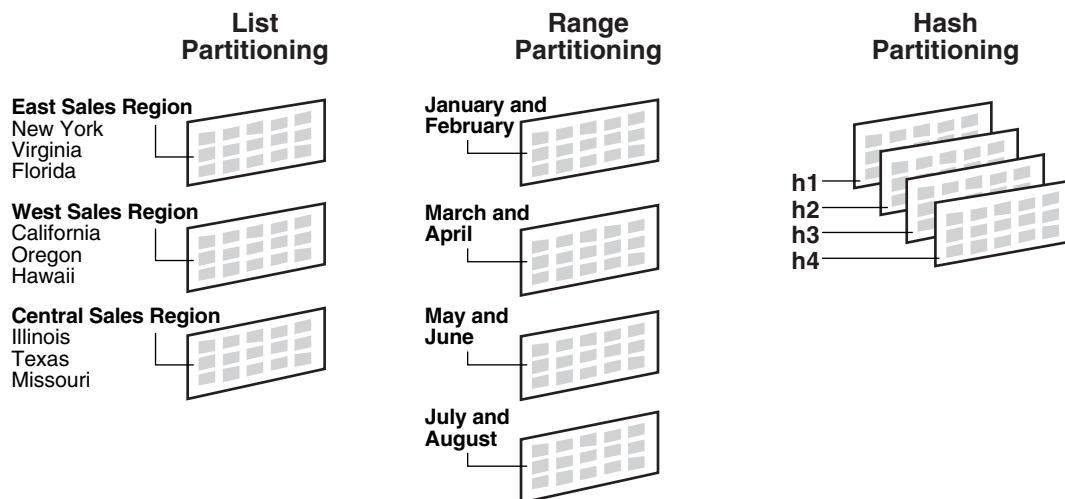 List
Partitioning
East Sales Region
New York
Virginia
Florida
West Sales Region
California
Oregon
Hawaii
Central Sales Region
Illinois
Texas
Missouri
Range
Partitioning
January and
February
March and
April
May and
June
July and
August
Hash
Partitioning
h1
h2
h3
h4